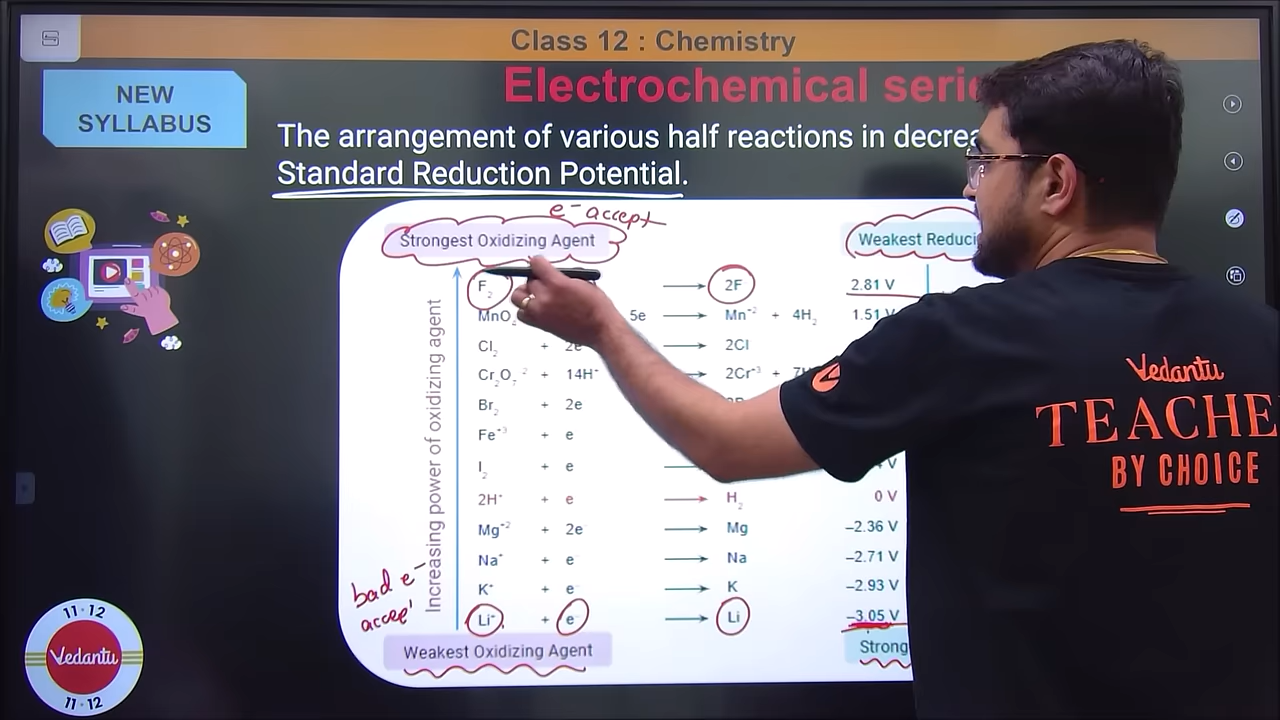 Class 12 : Chemistry
NEW
SYLLABUS
Electrochemical serie
The arrangement of various half reactions in decrea
Standard Reduction Potential.
e⁻ accept
Strongest Oxidizing Agent
Weakest Reduci
Increasing power of oxidizing agent
F₂ → 2F 2.81 V
MnO 5e → Mn⁻² + 4H₂ 1.51 V
Cl₂ + 2e → 2Cl
Cr₂O₇⁻² + 14H⁺ → 2Cr⁺³ + 7H
Br₂ + 2e
Fe⁺³ + e
I₂ + e → V
2H⁺ + e → H₂ 0 V
Mg⁺² + 2e → Mg –2.36 V
Na⁺ + e⁻ → Na –2.71 V
K⁺ + e⁻ → K –2.93 V
Li⁺ + e → Li –3.05 V
bad e⁻
accep
Weakest Oxidizing Agent
Strong
11-12
Vedantu
11-12
Vedantu
TEACHE
BY CHOICE